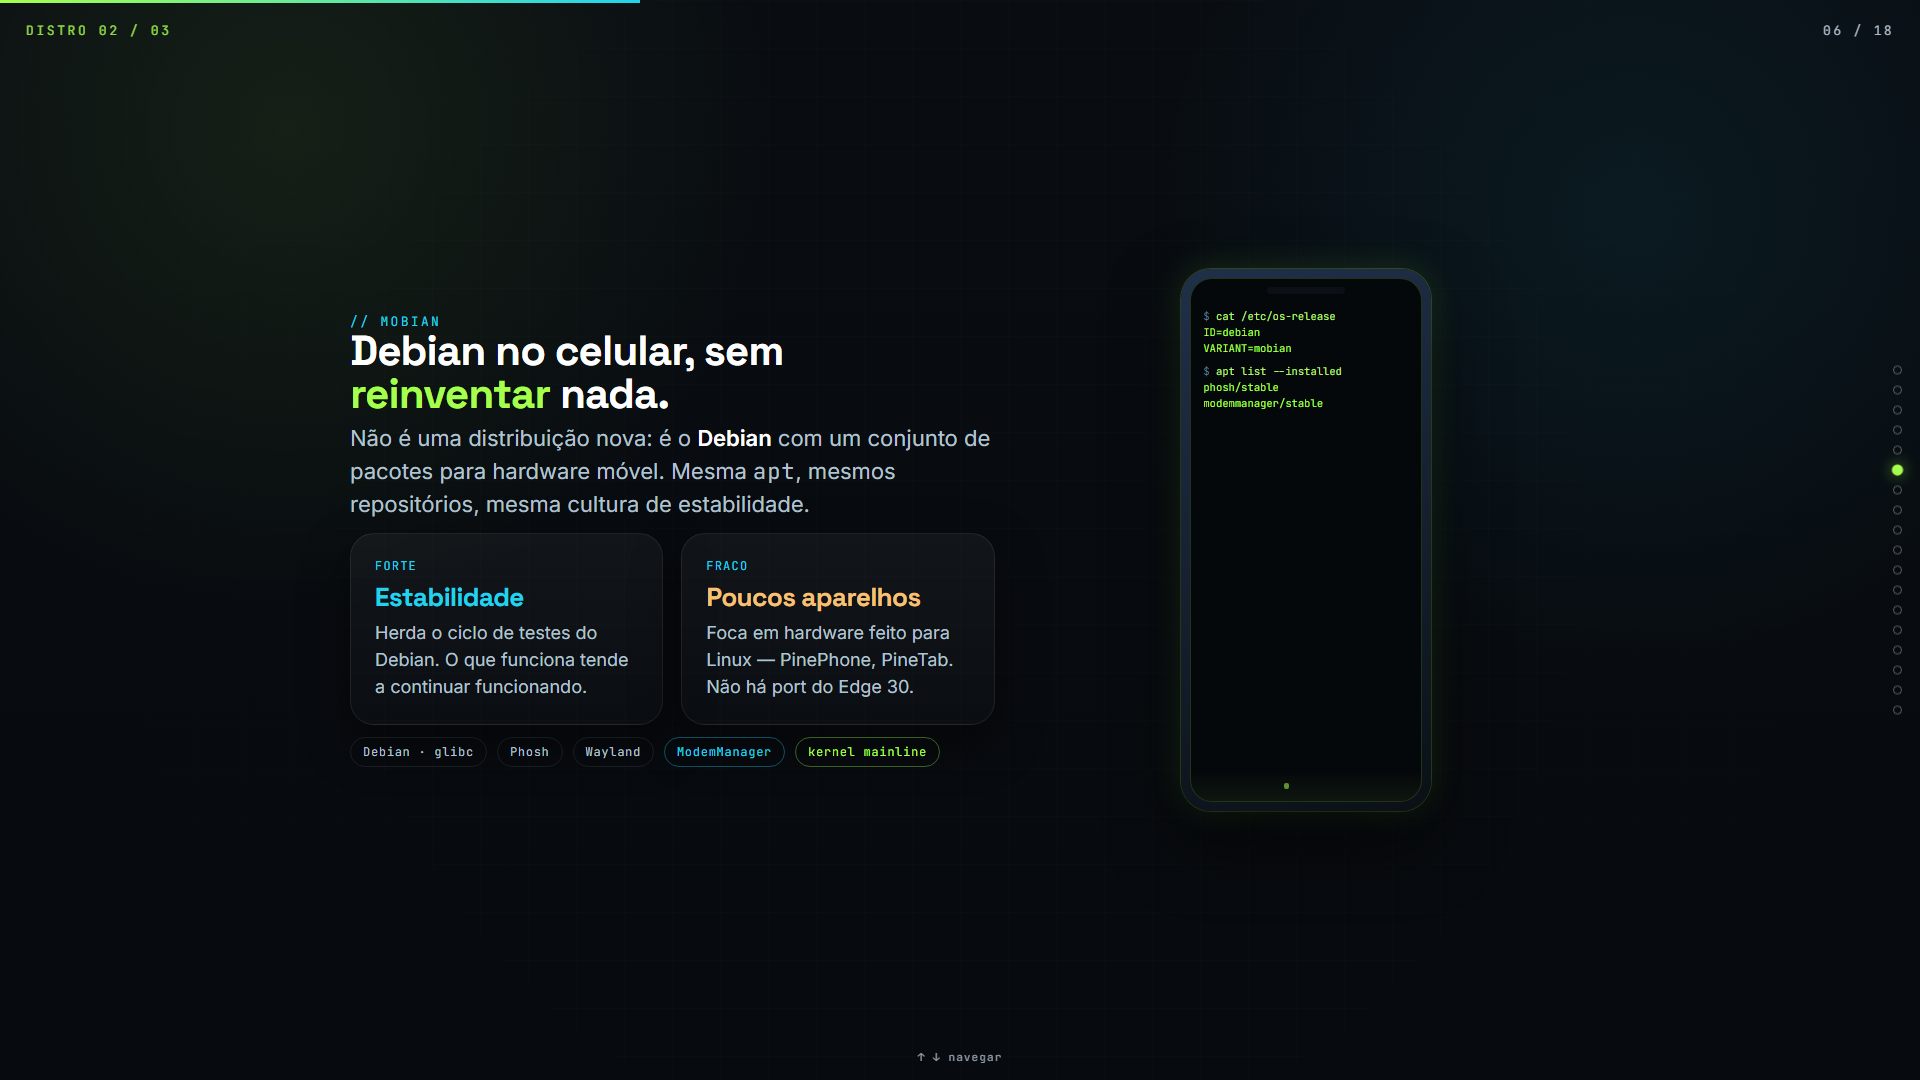 DISTRO 02 / 03
06 / 18
// MOBIAN
Debian no celular, sem
reinventar nada.
Não é uma distribuição nova: é o Debian com um conjunto de
pacotes para hardware móvel. Mesma apt, mesmos
repositórios, mesma cultura de estabilidade.
FORTE
Estabilidade
Herda o ciclo de testes do
Debian. O que funciona tende
a continuar funcionando.
FRACO
Poucos aparelhos
Foca em hardware feito para
Linux — PinePhone, PineTab.
Não há port do Edge 30.
Debian · glibc
Phosh
Wayland
ModemManager
kernel mainline
$ cat /etc/os-release
ID=debian
VARIANT=mobian
$ apt list --installed
phosh/stable
modemmanager/stable
↑ ↓ navegar